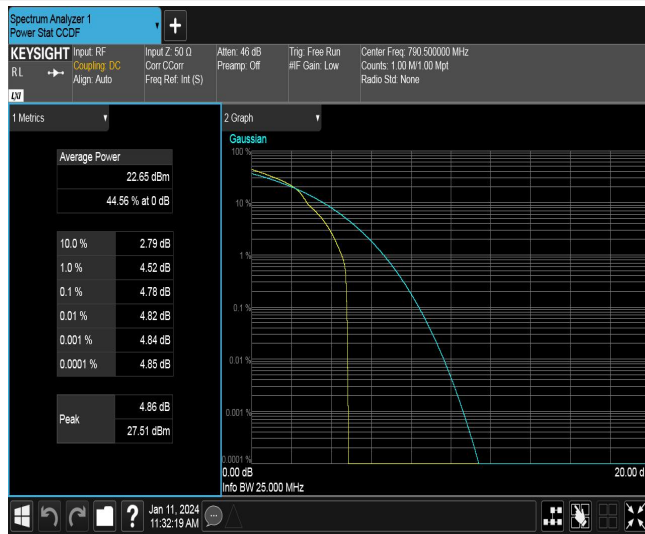 Spectrum Analyzer 1
Power Stat CCDF
+
KEYSIGHT
RL
LXI
Input: RF
Coupling: DC
Align: Auto
Input Z: 50 Ω
Corr CCorr
Freq Ref: Int (S)
Atten: 46 dB
Preamp: Off
Trig: Free Run
#IF Gain: Low
Center Freq: 790.500000 MHz
Counts: 1.00 M/1.00 Mpt
Radio Std: None
1 Metrics
Average Power
22.65 dBm
44.56 % at 0 dB
10.0 % 2.79 dB
1.0 % 4.52 dB
0.1 % 4.78 dB
0.01 % 4.82 dB
0.001 % 4.84 dB
0.0001 % 4.85 dB
Peak
4.86 dB
27.51 dBm
2 Graph
Gaussian
100 %
10 %
1 %
0.1 %
0.01 %
0.001 %
0.0001 %
0.00 dB
20.00 d
Info BW 25.000 MHz
?
Jan 11, 2024
11:32:19 AM